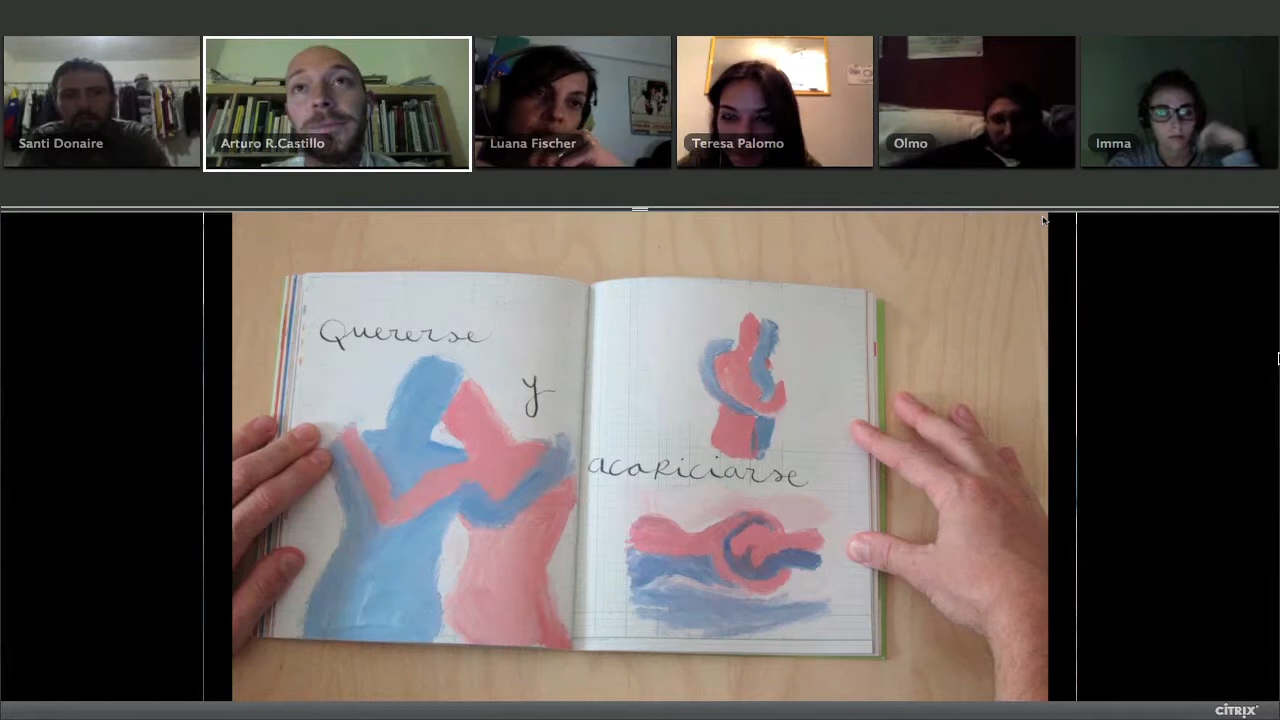 Santi Donaire
Arturo R.Castillo
Luana Fischer
Teresa Palomo
Olmo
Imma
Quererse
y
acariciarse
CITRIX